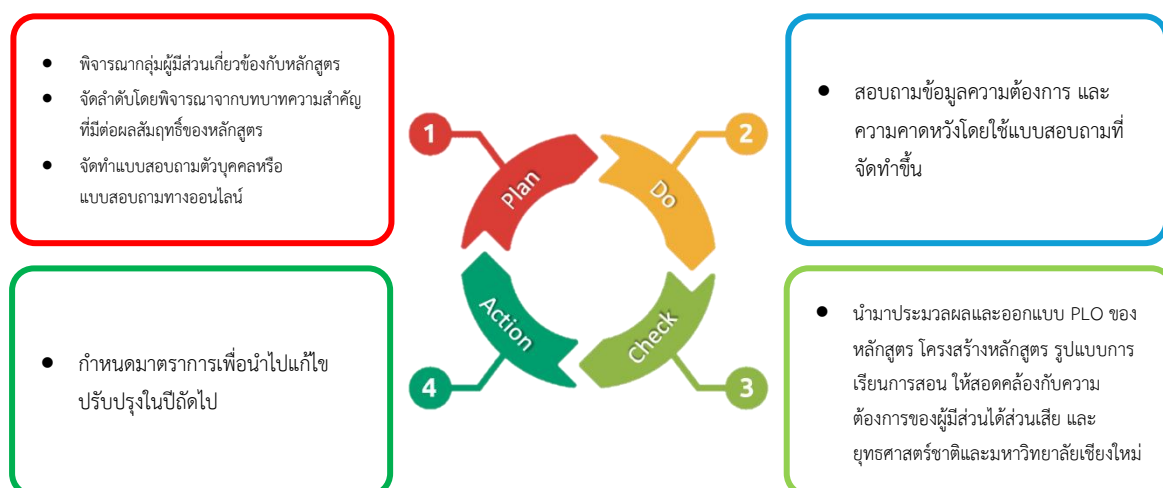 ● พิจารณากลุ่มผู้มีส่วนเกี่ยวข้องกับหลักสูตร
● จัดลำดับโดยพิจารณาจากบทบาทความสำคัญ
ที่มีต่อผลสัมฤทธิ์ของหลักสูตร
● จัดทำแบบสอบถามตัวบุคคลหรือ
แบบสอบถามทางออนไลน์
1
Plan
2
Do
● สอบถามข้อมูลความต้องการ และ
ความคาดหวังโดยใช้แบบสอบถามที่
จัดทำขึ้น
3
Check
● นำมาประมวลผลและออกแบบ PLO ของ
หลักสูตร โครงสร้างหลักสูตร รูปแบบการ
เรียนการสอน ให้สอดคล้องกับความ
ต้องการของผู้มีส่วนได้ส่วนเสีย และ
ยุทธศาสตร์ชาติและมหาวิทยาลัยเชียงใหม่
4
Action
● กำหนดมาตราการเพื่อนำไปแก้ไข
ปรับปรุงในปีถัดไป